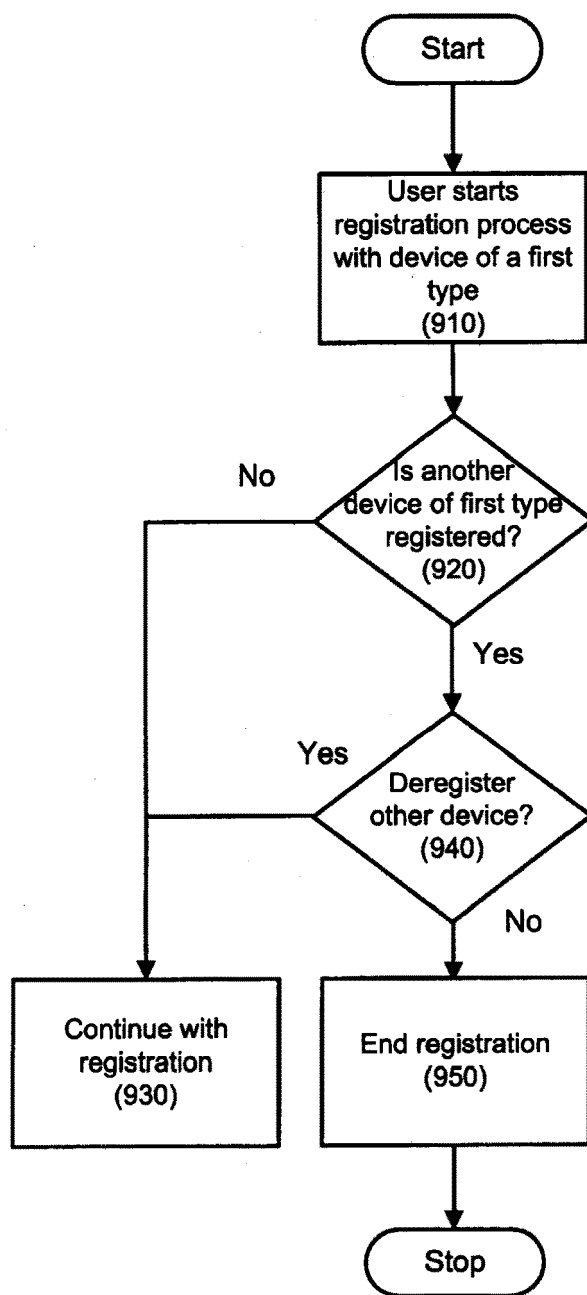 Start
User starts
registration process
with device of a first
type
(910)
No
Is another
device of first type
registered?
(920)
Yes
Yes
Deregister
other device?
(940)
No
Continue with
registration
(930)
End registration
(950)
Stop